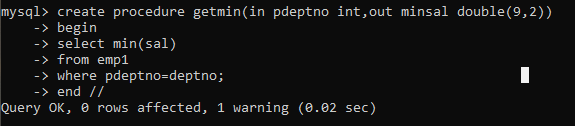 mysql> create procedure getmin(in pdeptno int,out minsal double(9,2))
    -> begin
    -> select min(sal)
    -> from emp1
    -> where pdeptno=deptno;
    -> end //
Query OK, 0 rows affected, 1 warning (0.02 sec)